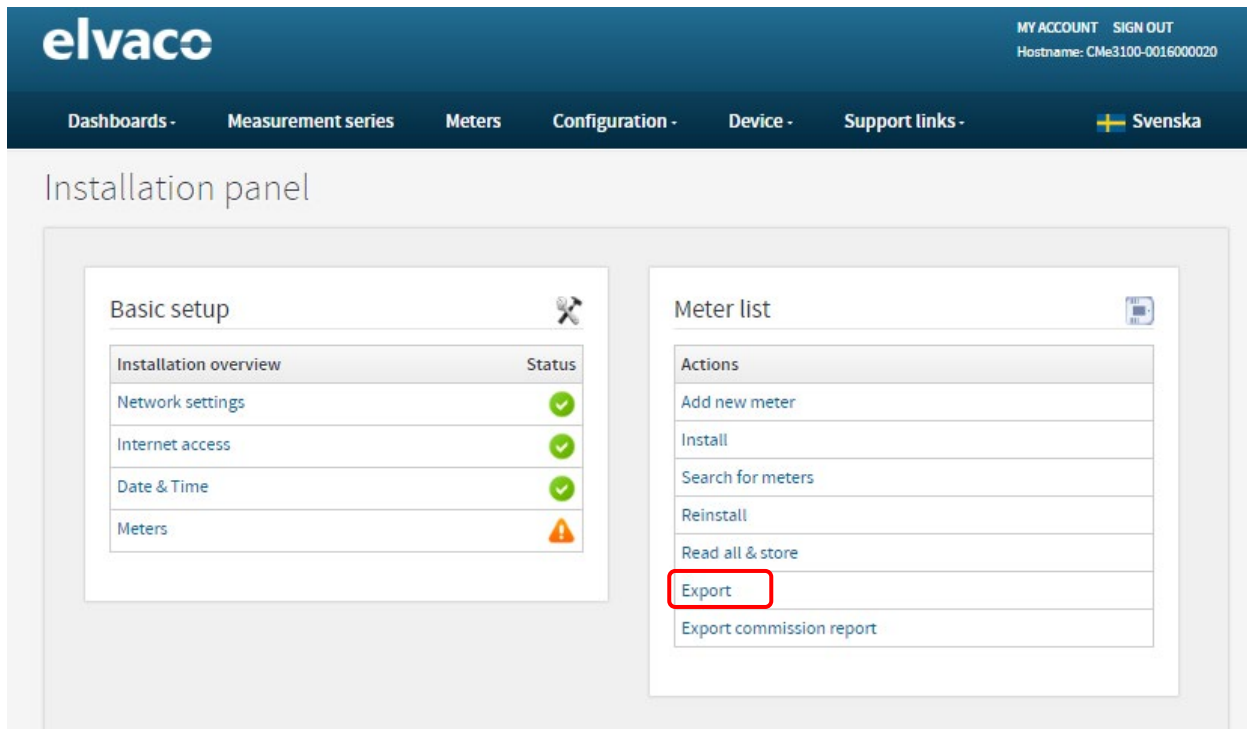 elvaco
MY ACCOUNT SIGN OUT
Hostname: CMe3100-0016000020
Dashboards - Measurement series Meters Configuration - Device - Support links - Svenska
Installation panel
Basic setup
Installation overview Status
Network settings
Internet access
Date & Time
Meters
Meter list
Actions
Add new meter
Install
Search for meters
Reinstall
Read all & store
Export
Export commission report